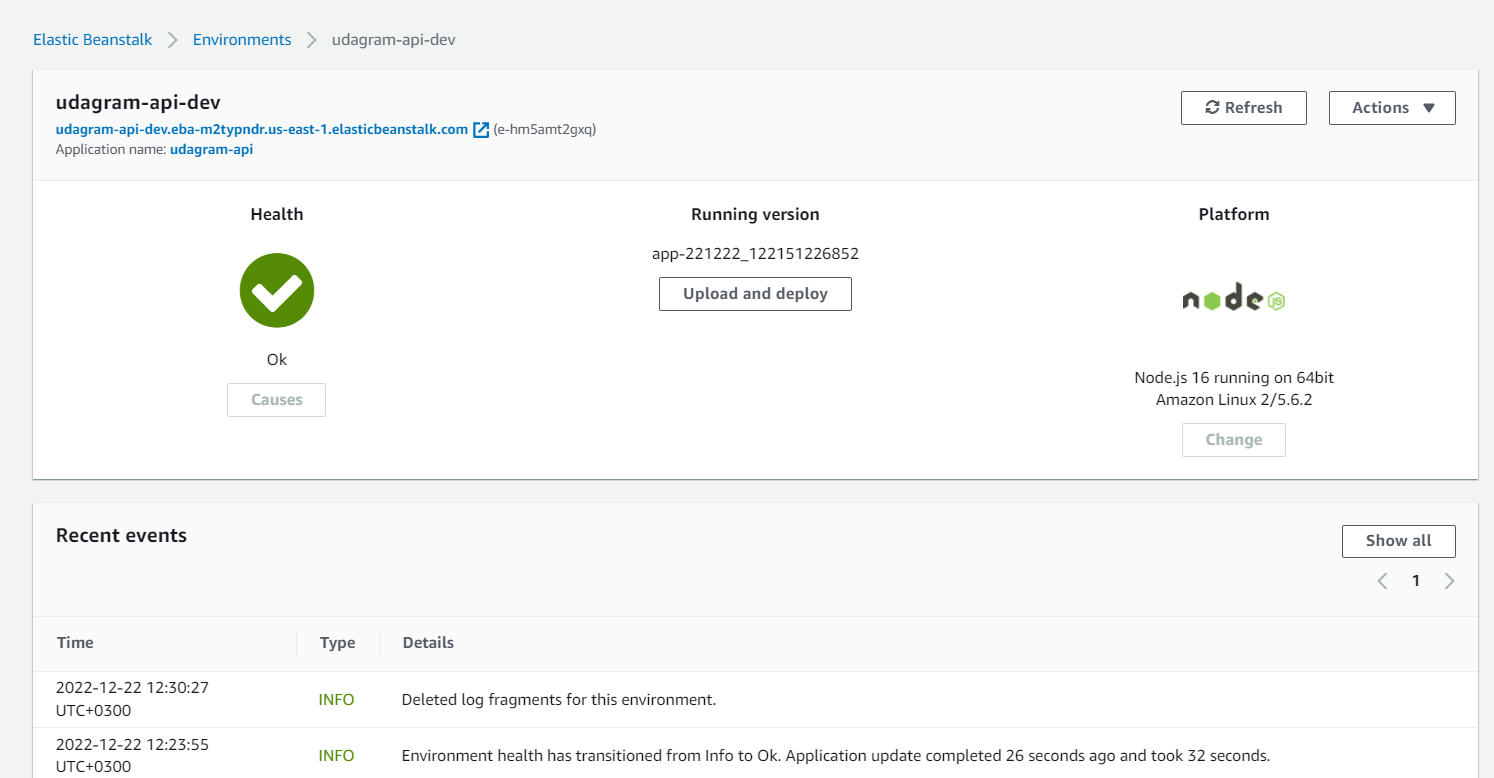 Elastic Beanstalk > Environments > udagram-api-dev
udagram-api-dev
Refresh
Actions
udagram-api-dev.eba-m2typndr.us-east-1.elasticbeanstalk.com (e-hm5amt2gxq)
Application name: udagram-api
Health
Ok
Causes
Running version
app-221222_122151226852
Upload and deploy
Platform
node JS
Node.js 16 running on 64bit
Amazon Linux 2/5.6.2
Change
Recent events
Show all
< 1 >
Time Type Details
2022-12-22 12:30:27
UTC+0300
INFO
Deleted log fragments for this environment.
2022-12-22 12:23:55
UTC+0300
INFO
Environment health has transitioned from Info to Ok. Application update completed 26 seconds ago and took 32 seconds.